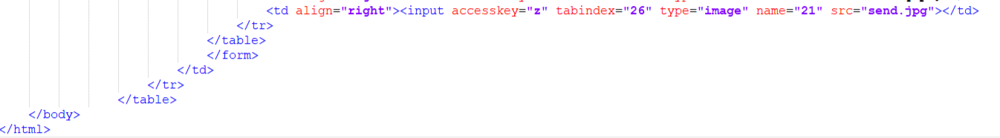 <td align="right"><input accesskey="z" tabindex="26" type="image" name="21" src="send.jpg"></td>
</tr>
</table>
</form>
</td>
</tr>
</table>
</body>
</html>